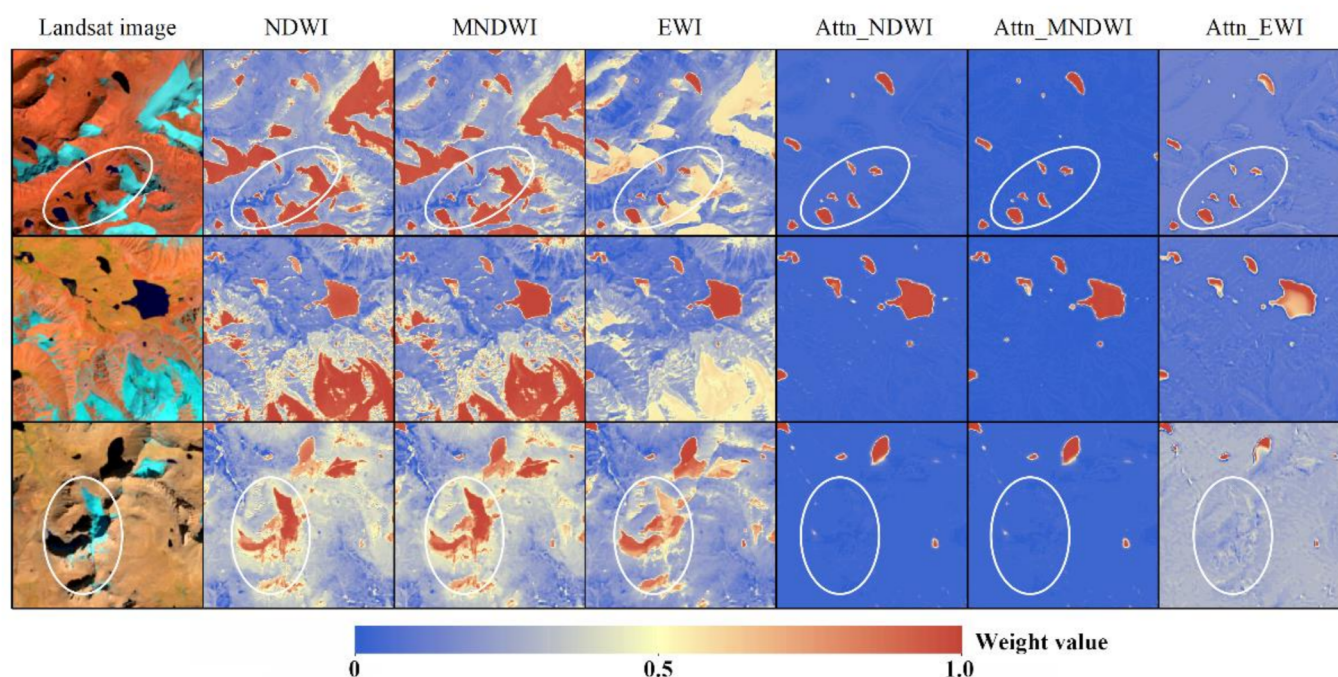 Landsat image NDWI MNDWI EWI Attn_NDWI Attn_MNDWI Attn_EWI
Weight value
0 0.5 1.0